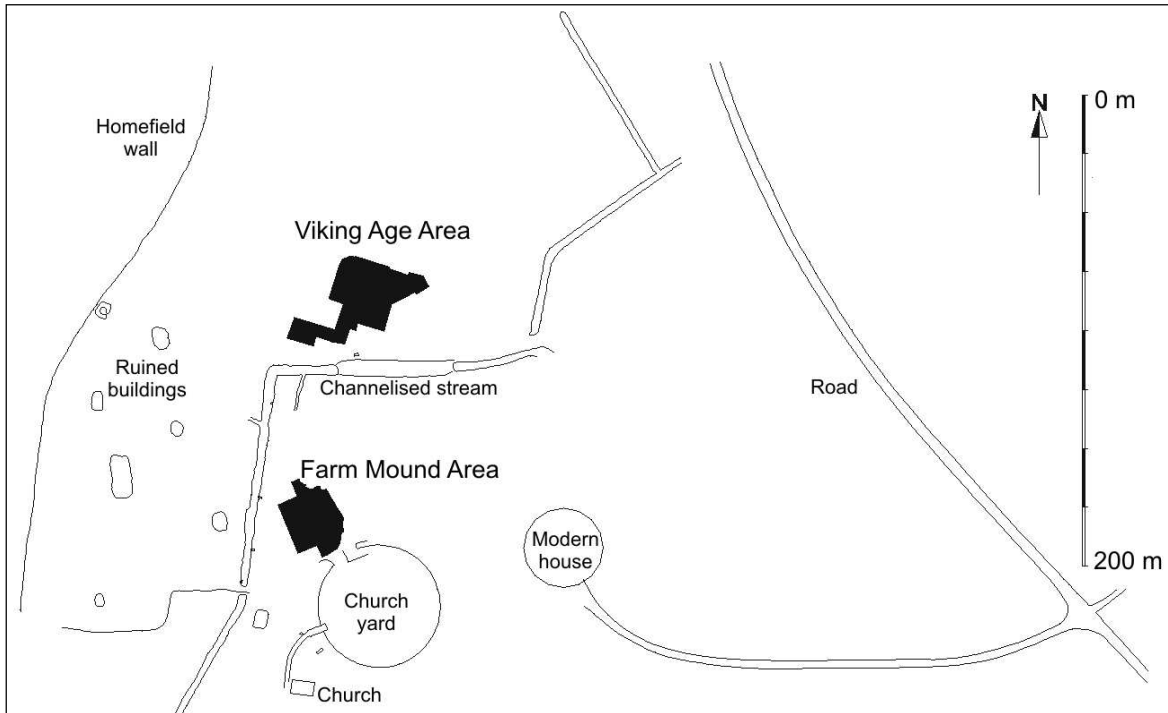 0 m
N
Homefield
wall
Viking Age Area
Ruined
buildings
Channelised stream
Road
Farm Mound Area
Modern
house
200 m
Church
yard
Church